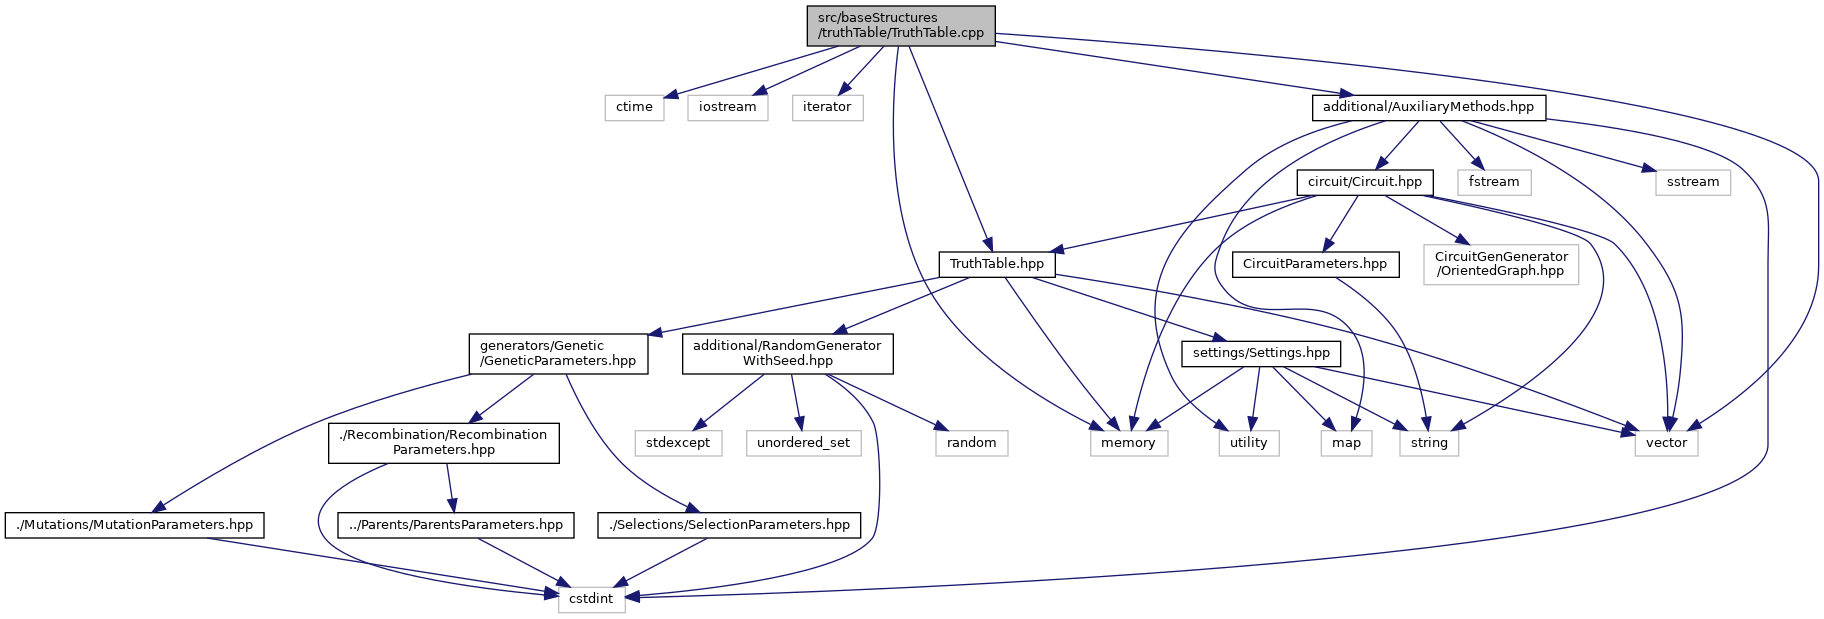 src/baseStructures
/truthTable/TruthTable.cpp
ctime
iostream
iterator
additional/AuxiliaryMethods.hpp
circuit/Circuit.hpp
fstream
sstream
TruthTable.hpp
CircuitParameters.hpp
CircuitGenGenerator
/OrientedGraph.hpp
generators/Genetic
/GeneticParameters.hpp
additional/RandomGenerator
WithSeed.hpp
settings/Settings.hpp
./Recombination/Recombination
Parameters.hpp
stdexcept
unordered_set
random
memory
utility
map
string
vector
./Mutations/MutationParameters.hpp
../Parents/ParentsParameters.hpp
./Selections/SelectionParameters.hpp
cstdint